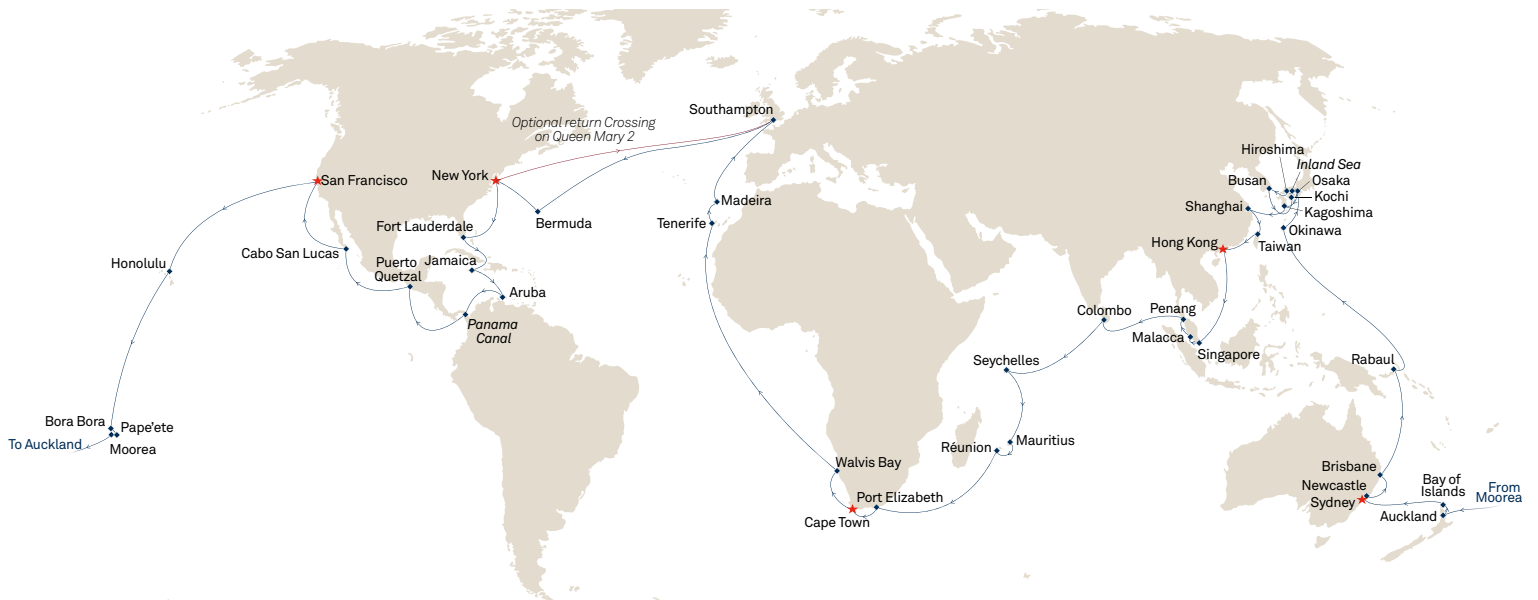 Southampton
Optional return Crossing
on Queen Mary 2
Hiroshima
Inland Sea
New York
San Francisco
Busan
Osaka
Kochi
Madeira
Shanghai
Kagoshima
Tenerife
Bermuda
Fort Lauderdale
Okinawa
Hong Kong
Taiwan
Cabo San Lucas
Honolulu
Puerto
Quetzal
Jamaica
Aruba
Panama
Canal
Colombo
Penang
Malacca
Singapore
Seychelles
Rabaul
Bora Bora
Pape'ete
To Auckland
Moorea
Réunion
Mauritius
Walvis Bay
Brisbane
Newcastle
Sydney
Bay of
Islands
From
Moorea
Port Elizabeth
Cape Town
Auckland